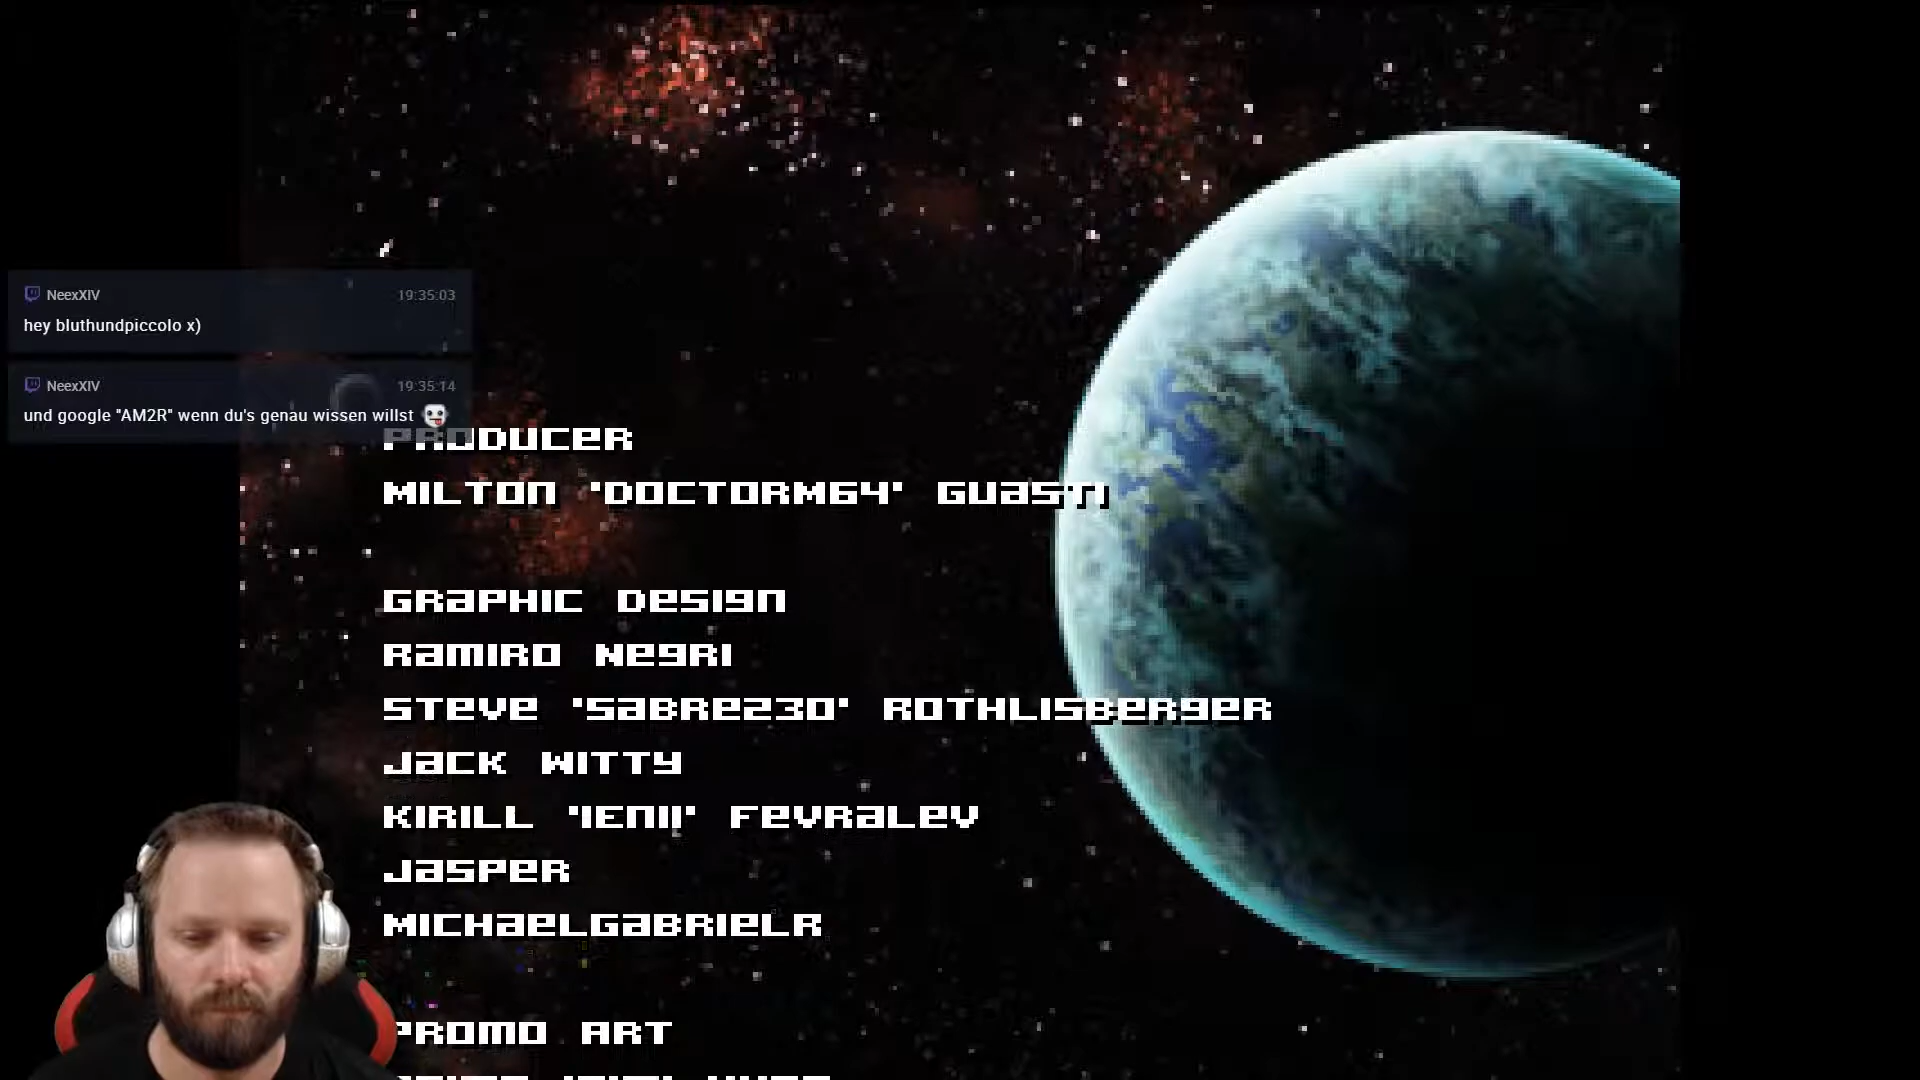 NeexXIV 19:35:03
hey bluthundpiccolo x)
NeexXIV 19:35:14
und google "AM2R" wenn du's genau wissen willst
PRODUCER
MILTON 'DOCTORM64' GUASTI
GRAPHIC DESIGN
RAMIRO NEGRI
STEVE 'SABRE230' ROTHLISBERGER
JACK WITTY
KIRILL 'IENII' FEVRALEV
JASPER
MICHAELGABRIELR
PROMO ART